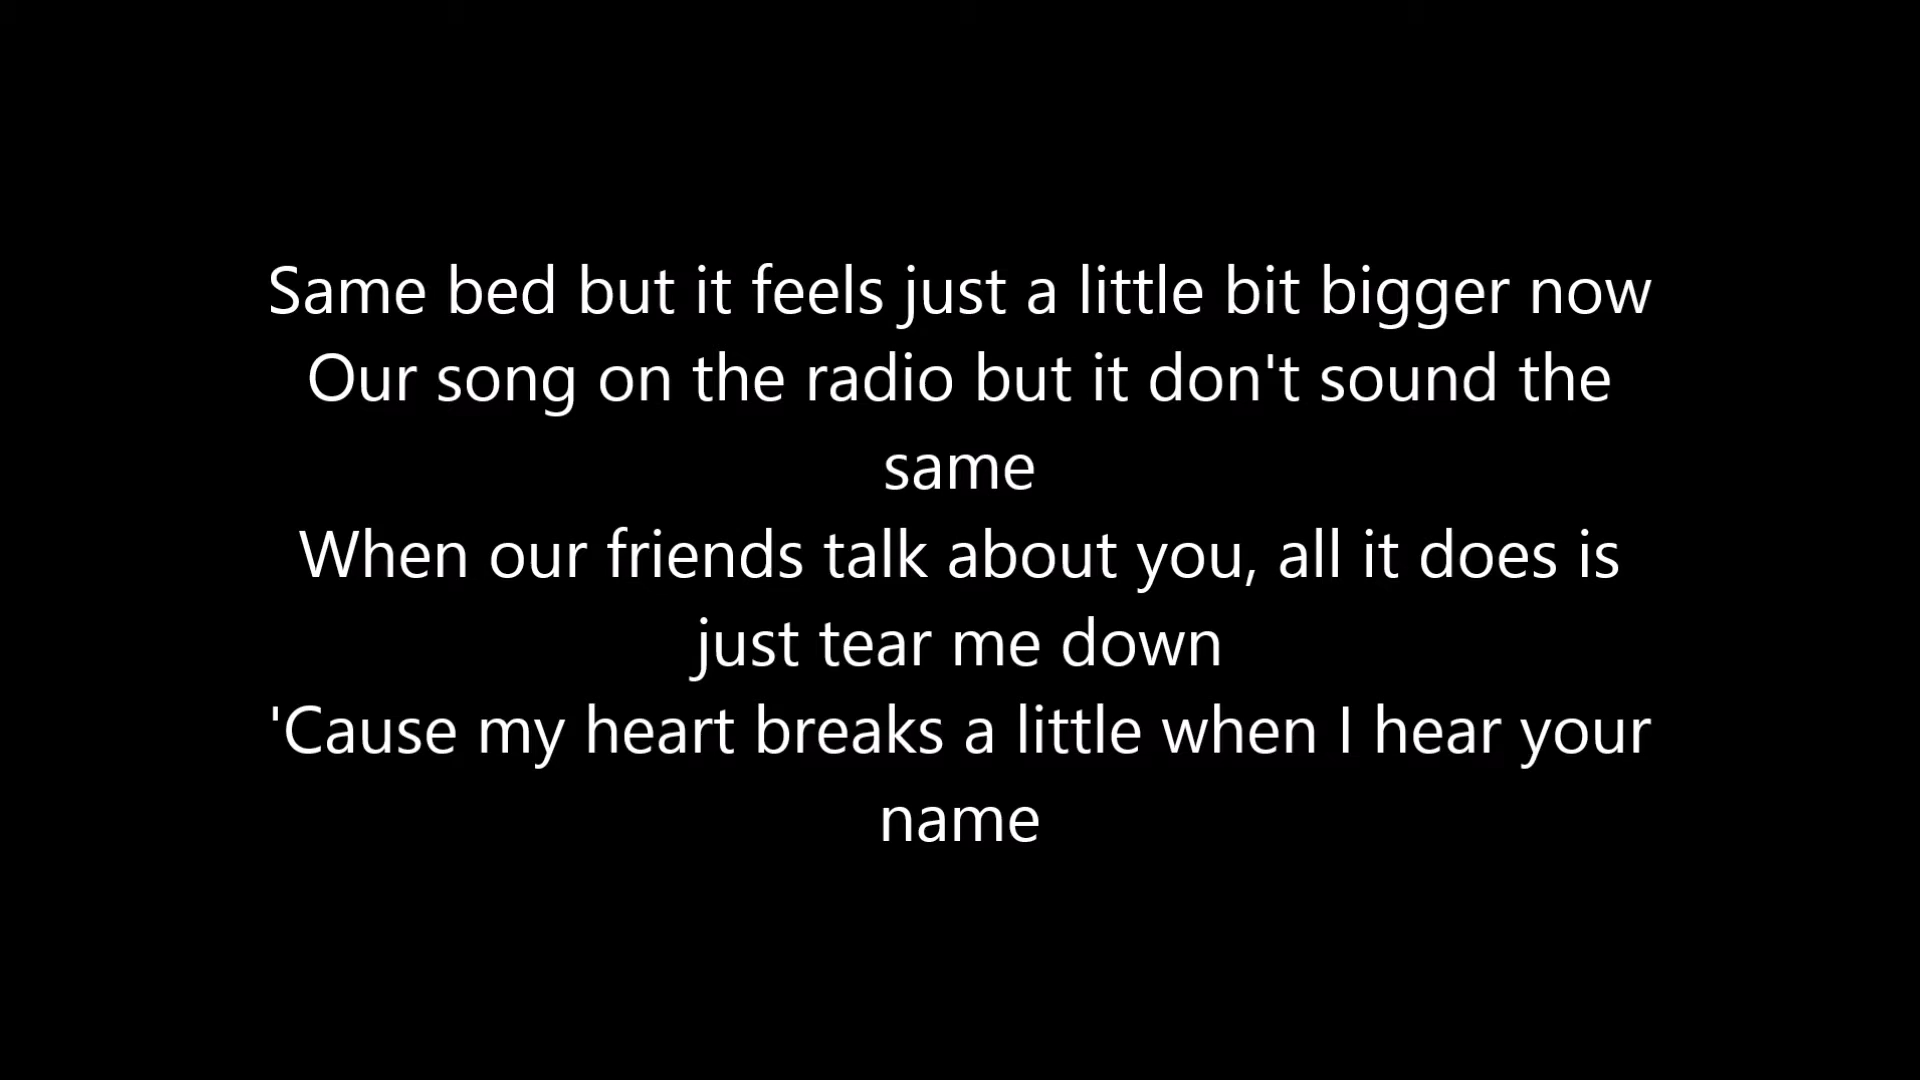 Same bed but it feels just a little bit bigger now
Our song on the radio but it don't sound the
same
When our friends talk about you, all it does is
just tear me down
'Cause my heart breaks a little when I hear your
name